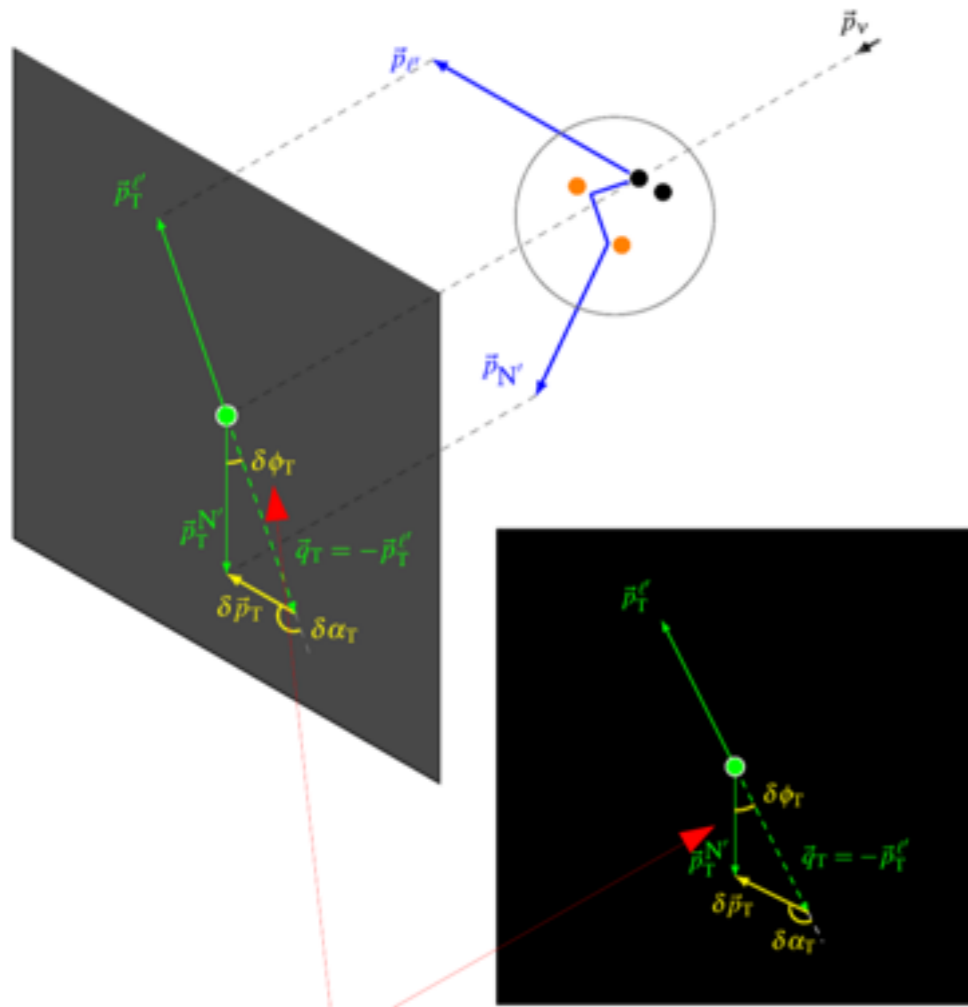 p⃗ν
p⃗ℓ′
p⃗Tℓ′
p⃗N′
δϕT
p⃗TN′
q⃗T = −p⃗Tℓ′
δp⃗T
δαT
p⃗Tℓ′
δϕT
p⃗TN′
q⃗T = −p⃗Tℓ′
δp⃗T
δαT